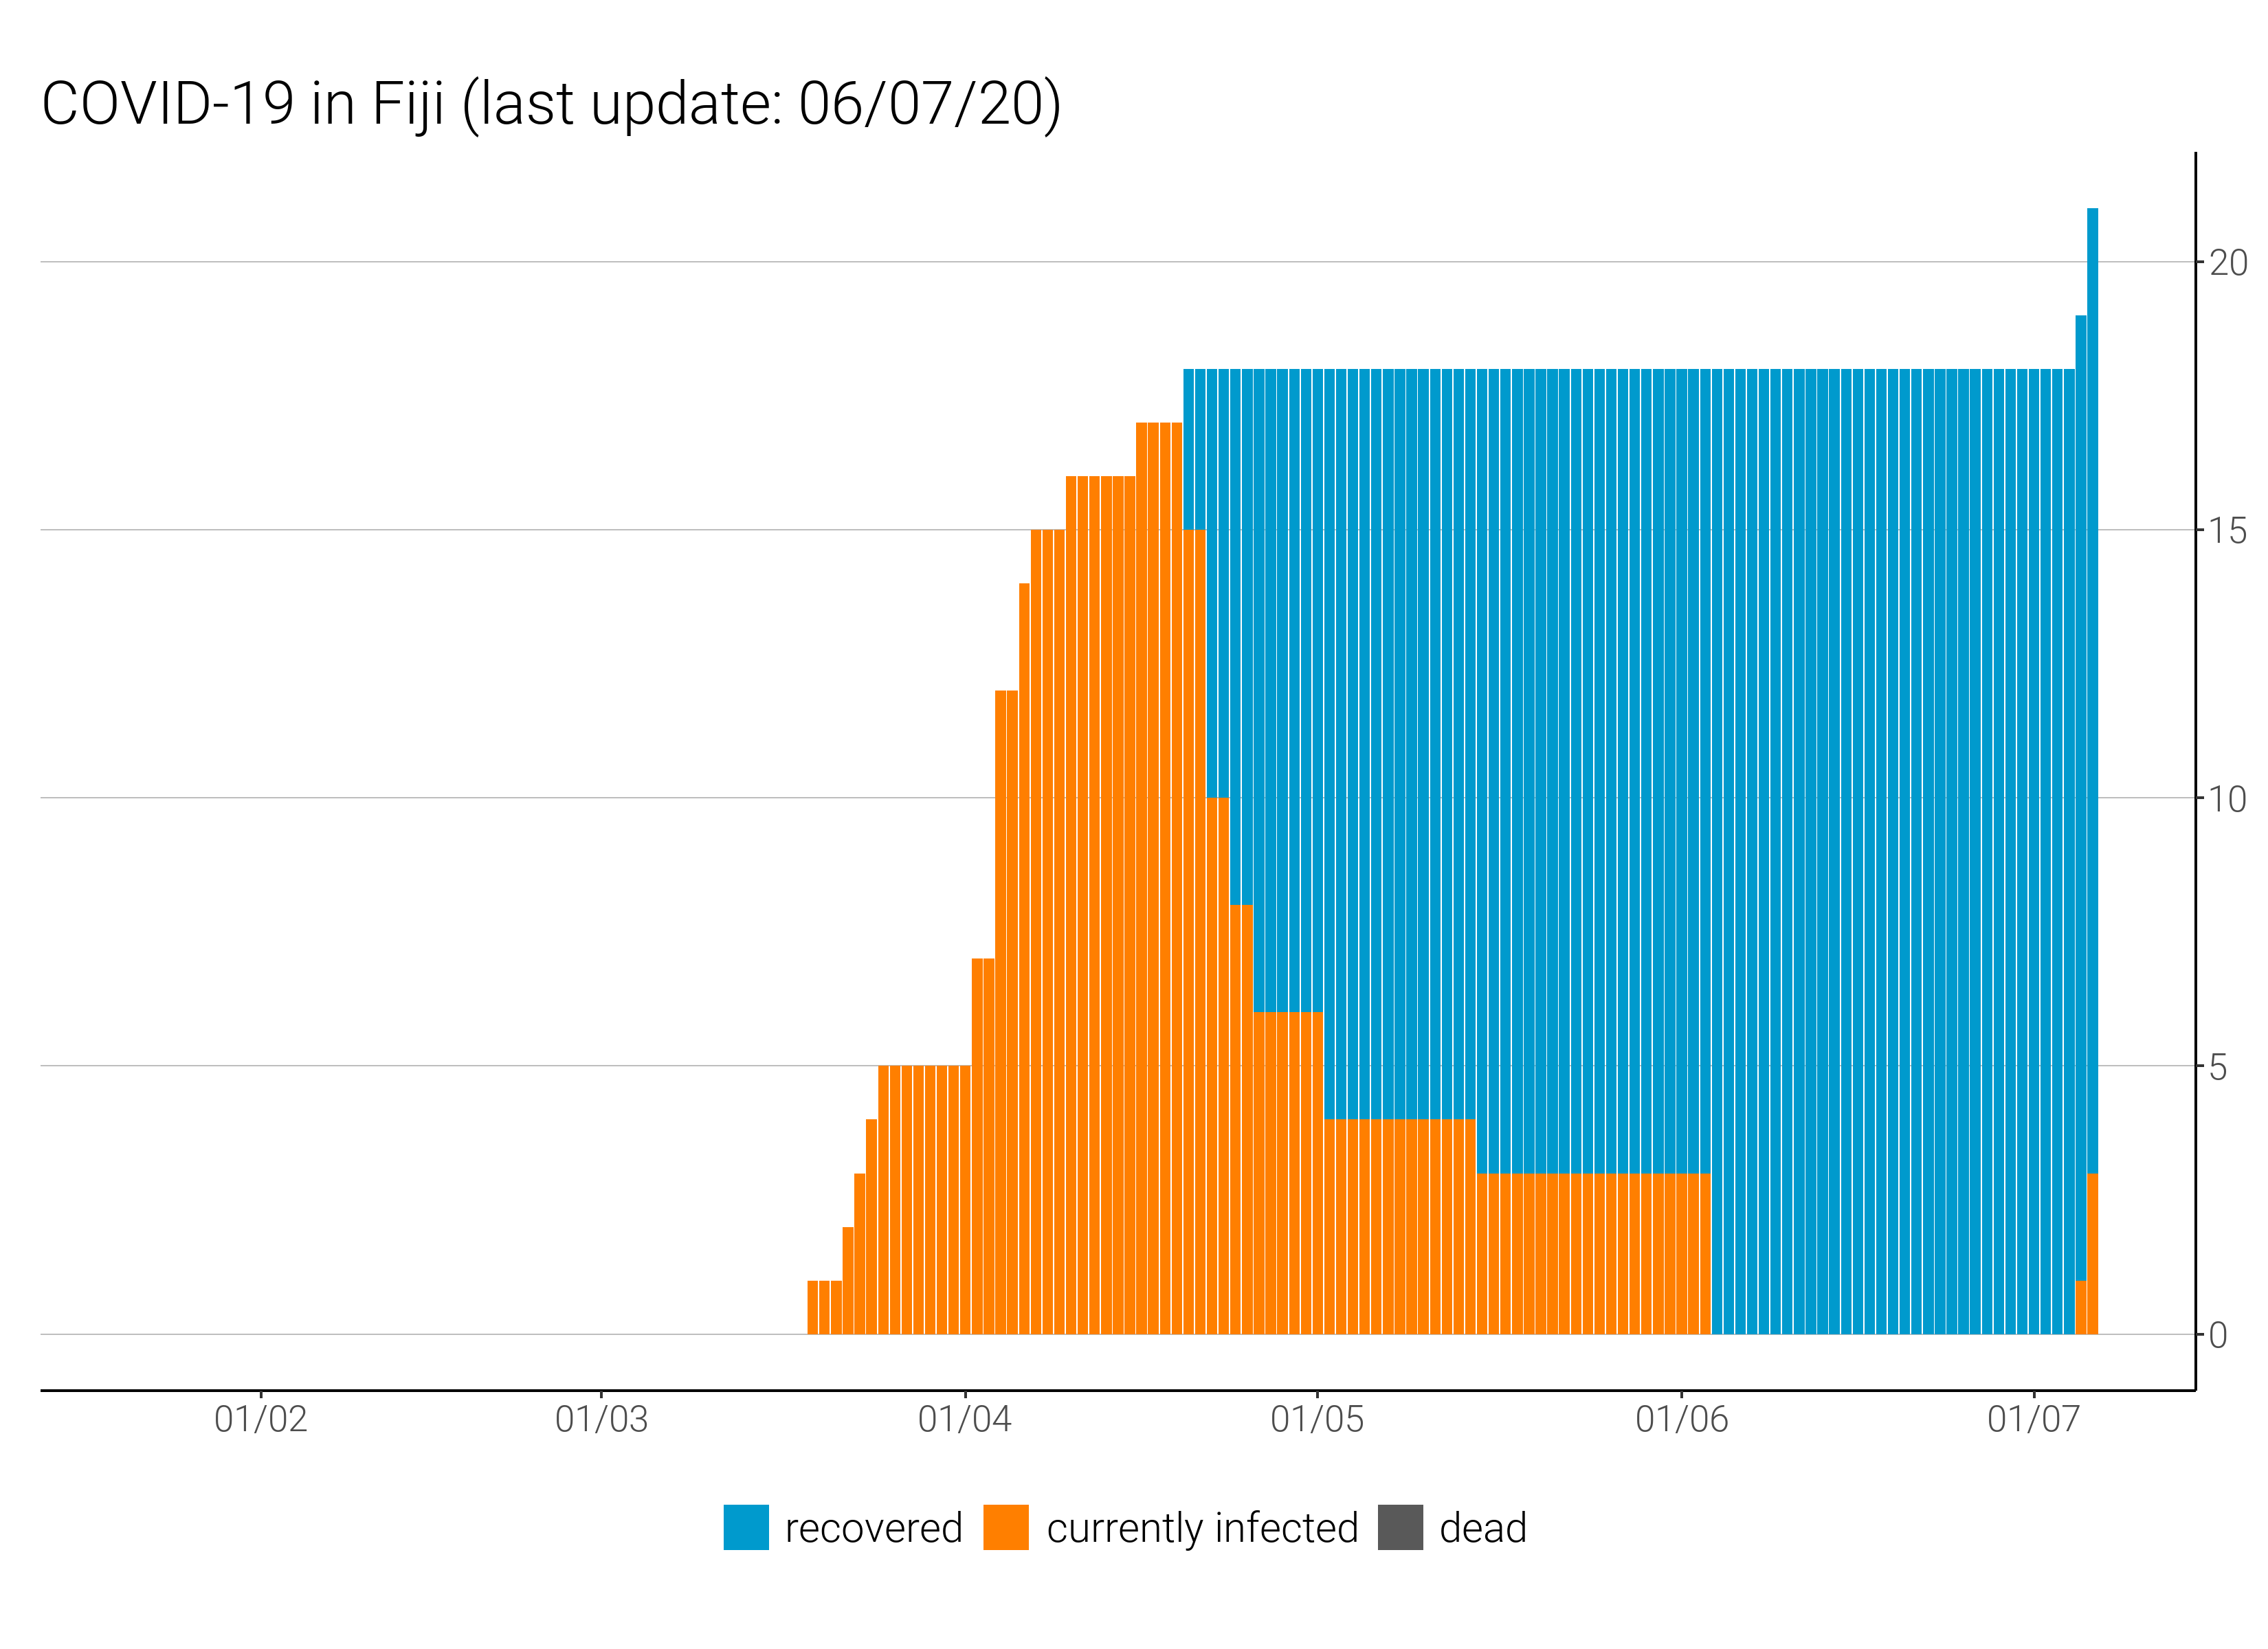 COVID-19 in Fiji (last update: 06/07/20)
20
15
10
5
0
01/02 01/03 01/04 01/05 01/06 01/07
recovered currently infected dead